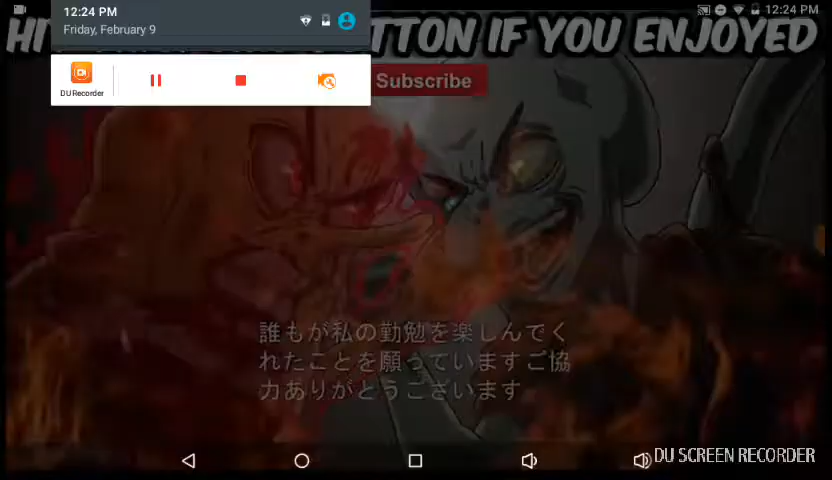 12:24 PM
12:24 PM
Friday, February 9
TTON IF YOU ENJOYED
DU Recorder
Subscribe
誰もが私の勤勉を楽しんでく
れたことを願っていますご協
力ありがとうございます
DU SCREEN RECORDER